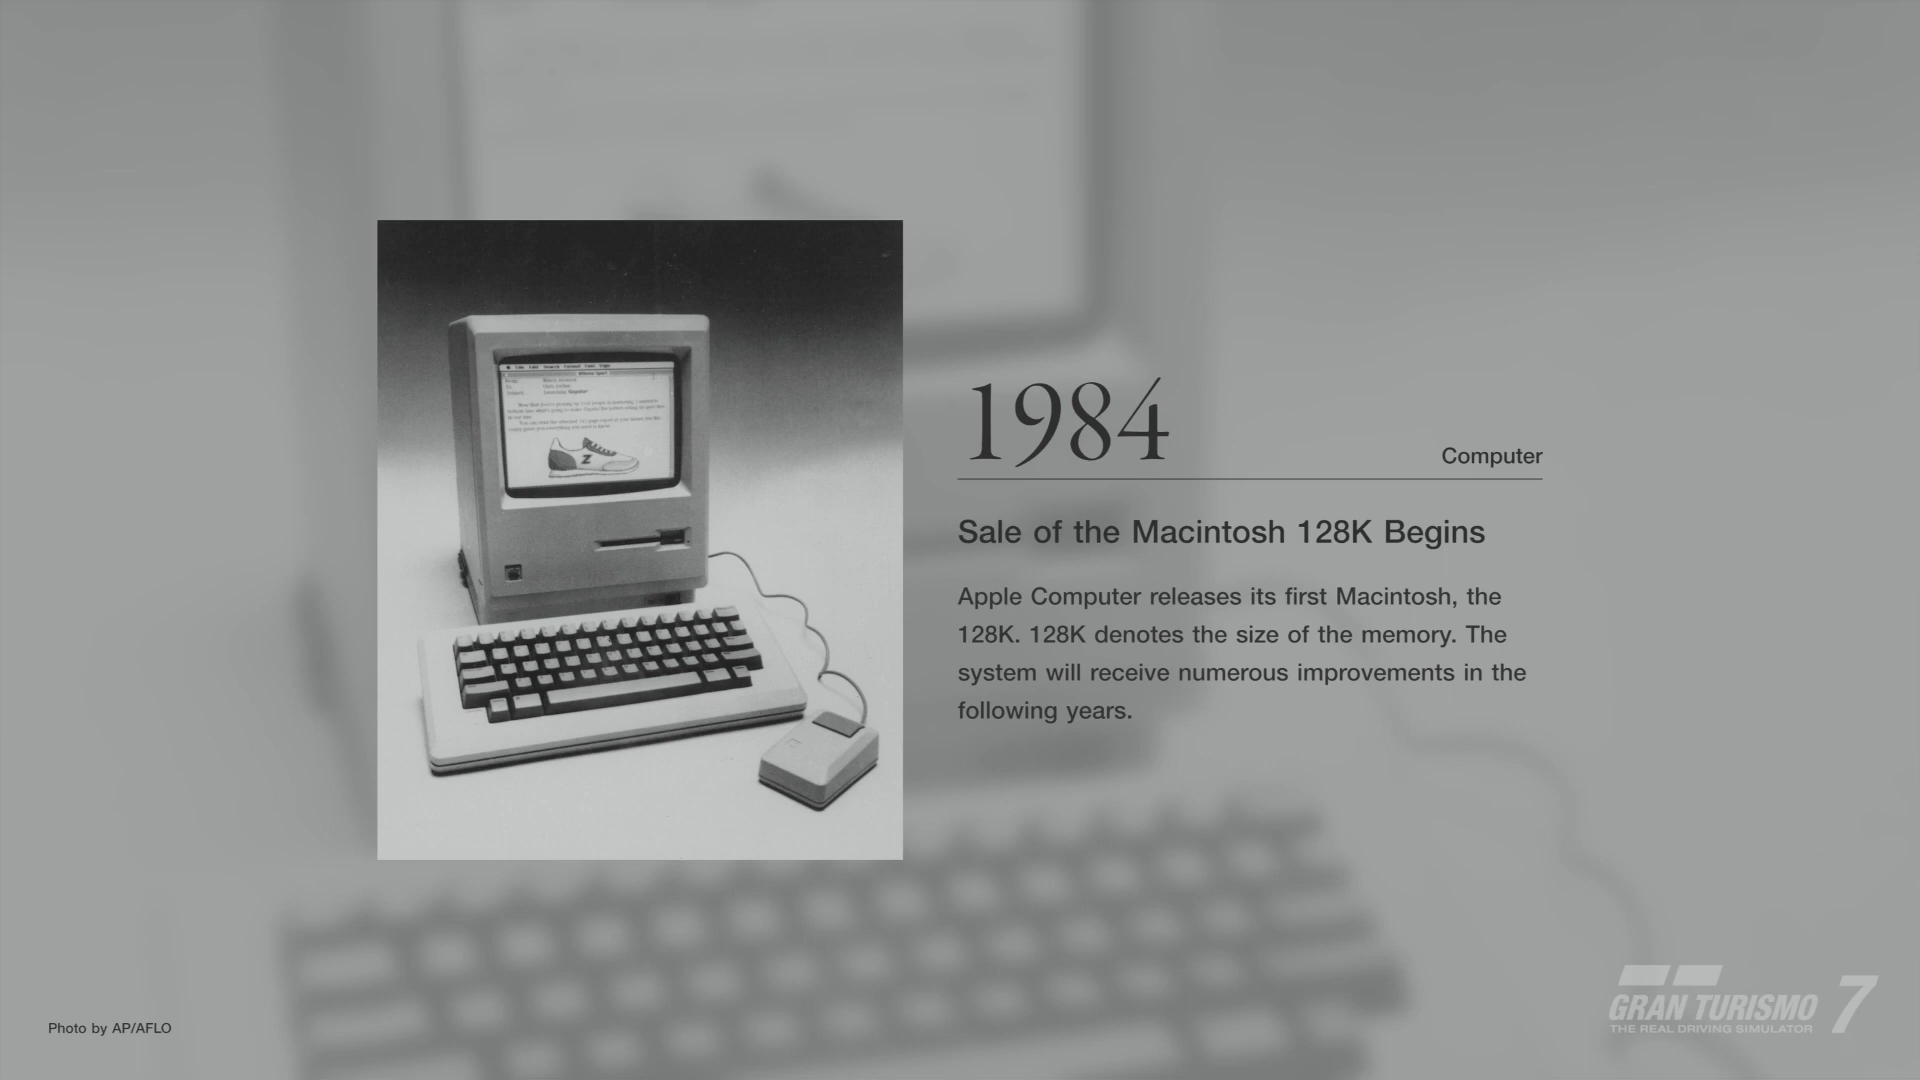 1984
Computer
Sale of the Macintosh 128K Begins
Apple Computer releases its first Macintosh, the
128K. 128K denotes the size of the memory. The
system will receive numerous improvements in the
following years.
Photo by AP/AFLO
GRAN TURISMO 7
THE REAL DRIVING SIMULATOR